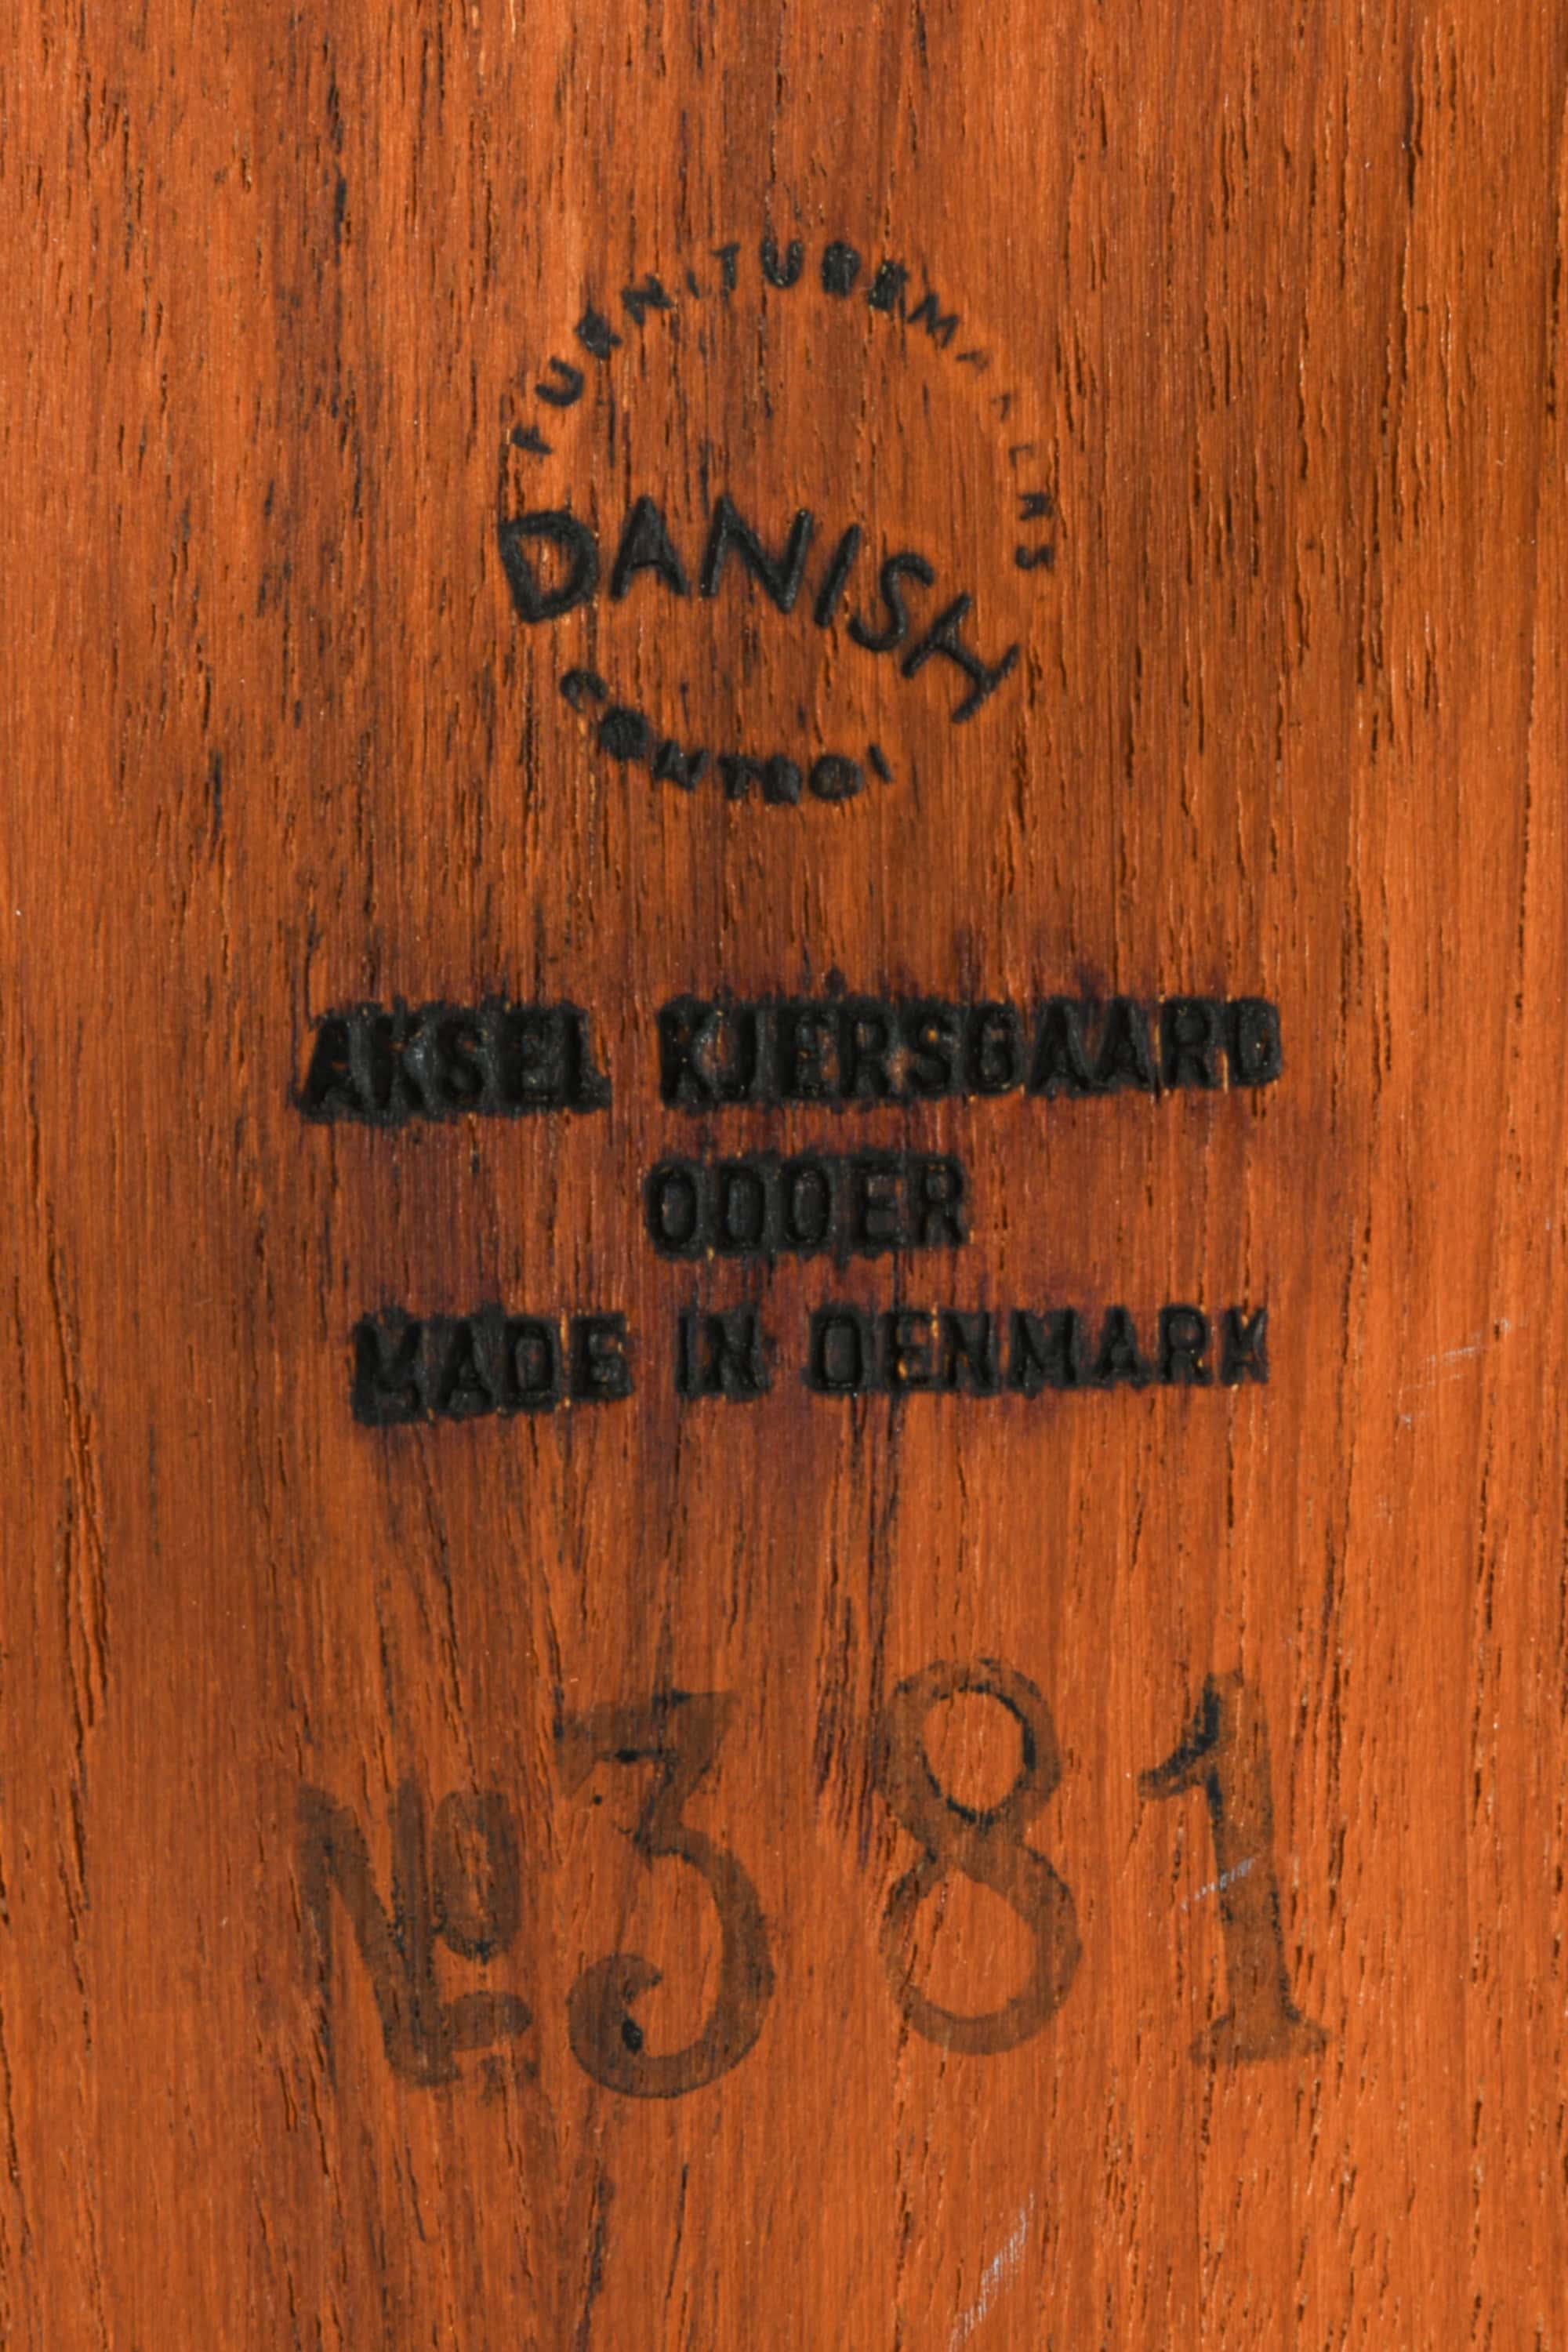 FURNITUREMAKERS
DANISH
CONTROL
AKSEL KJERSGAARD
ODDER
MADE IN DENMARK
№ 381